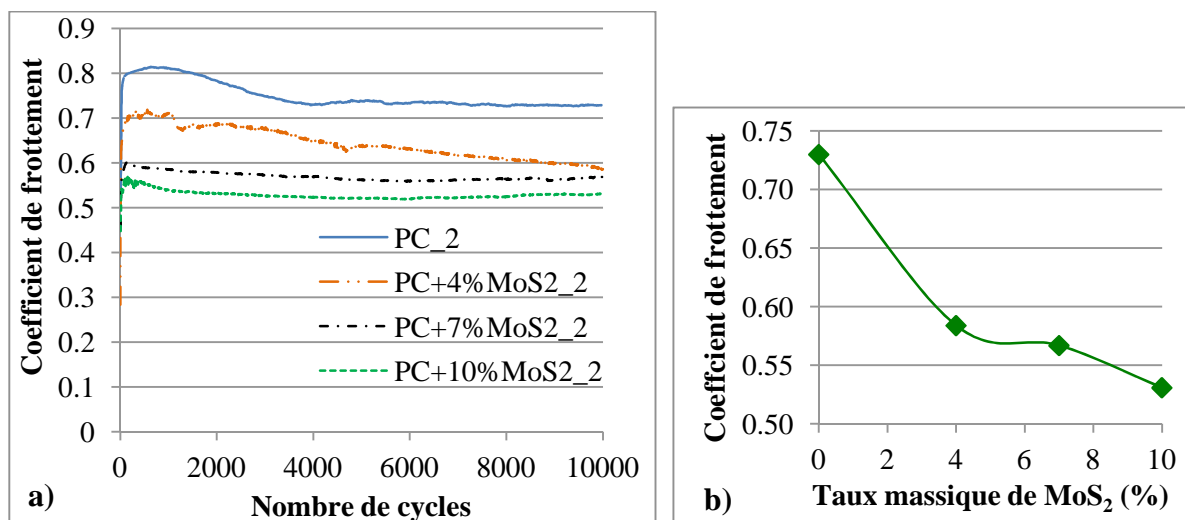 0.9
0.8
0.7
0.6
0.5
0.4
0.3
0.2
0.1
0
Coefficient de frottement
PC_2
PC+4%MoS2_2
PC+7%MoS2_2
PC+10%MoS2_2
0 2000 4000 6000 8000 10000
Nombre de cycles
a)
0.75
0.70
0.65
0.60
0.55
0.50
Coeffcient de frottement
0 2 4 6 8 10
Taux massique de MoS₂ (%)
b)